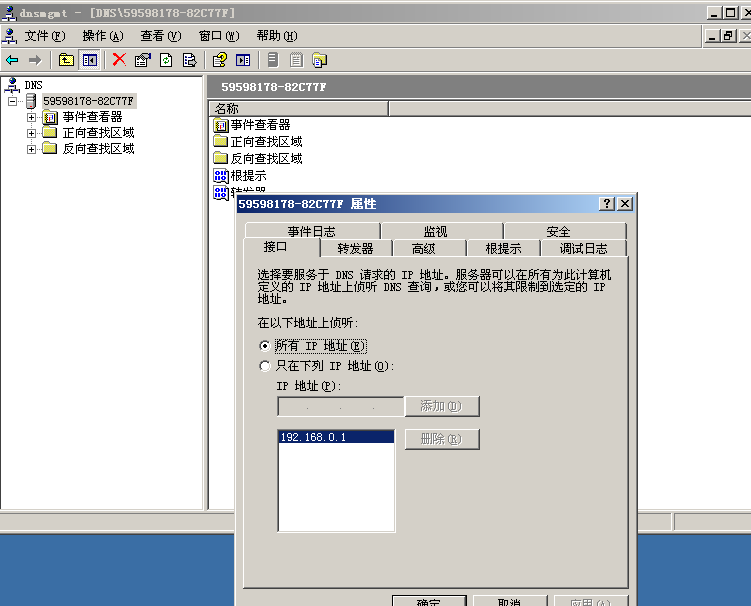 dnsmgmt - [DNS\59598178-82C77F]
文件(F) 操作(A) 查看(V) 窗口(W) 帮助(H)
DNS
59598178-82C77F
事件查看器
正向查找区域
反向查找区域
59598178-82C77F
名称
事件查看器
正向查找区域
反向查找区域
根提示
转发器
59598178-82C77F 属性
事件日志 监视 安全
接口 转发器 高级 根提示 调试日志
选择要服务于 DNS 请求的 IP 地址。服务器可以在所有为此计算机
定义的 IP 地址上侦听 DNS 查询，或您可以将其限制到选定的 IP
地址。
在以下地址上侦听:
所有 IP 地址(E)
只在下列 IP 地址(O):
IP 地址(P):
添加(D)
192.168.0.1
删除(R)
确定 取消 应用(A)